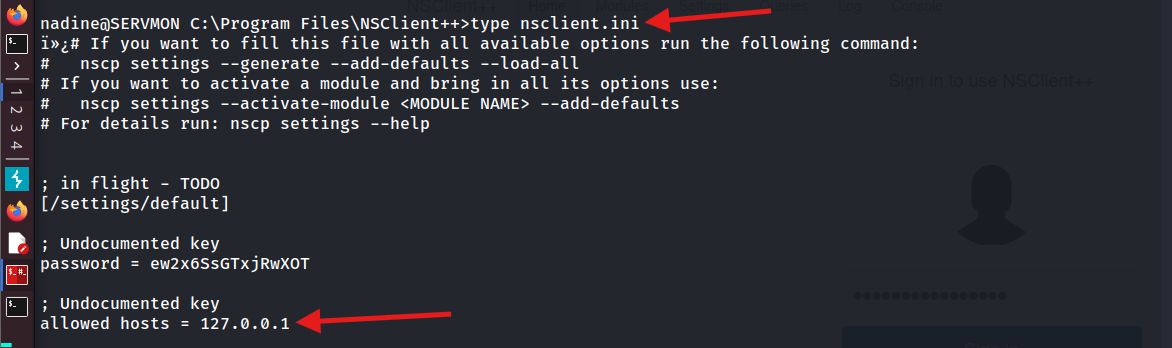 NSClient++ Home Modules Settings Queries Log Console
nadine@SERVMON C:\Program Files\NSClient++>type nsclient.ini
ï»¿# If you want to fill this file with all available options run the following command:
#   nscp settings --generate --add-defaults --load-all
# If you want to activate a module and bring in all its options use:
#   nscp settings --activate-module <MODULE NAME> --add-defaults
# For details run: nscp settings --help
Sign in to use NSClient++
; in flight - TODO
[/settings/default]
; Undocumented key
password = ew2x6SsGTxjRwXOT
; Undocumented key
allowed hosts = 127.0.0.1
1
2
3
4